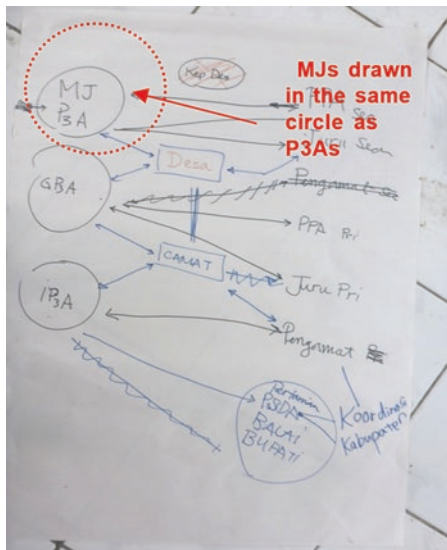 Kep Des
MJs drawn
in the same
circle as
P3As
MJ
P3A
Desa
GBA
Pengamat
PPA Pri
CAMAT
Juru Pri
IP3A
Pengamat
PSDA
BALAI
BUPATI
Koordinasi
Kabupaten